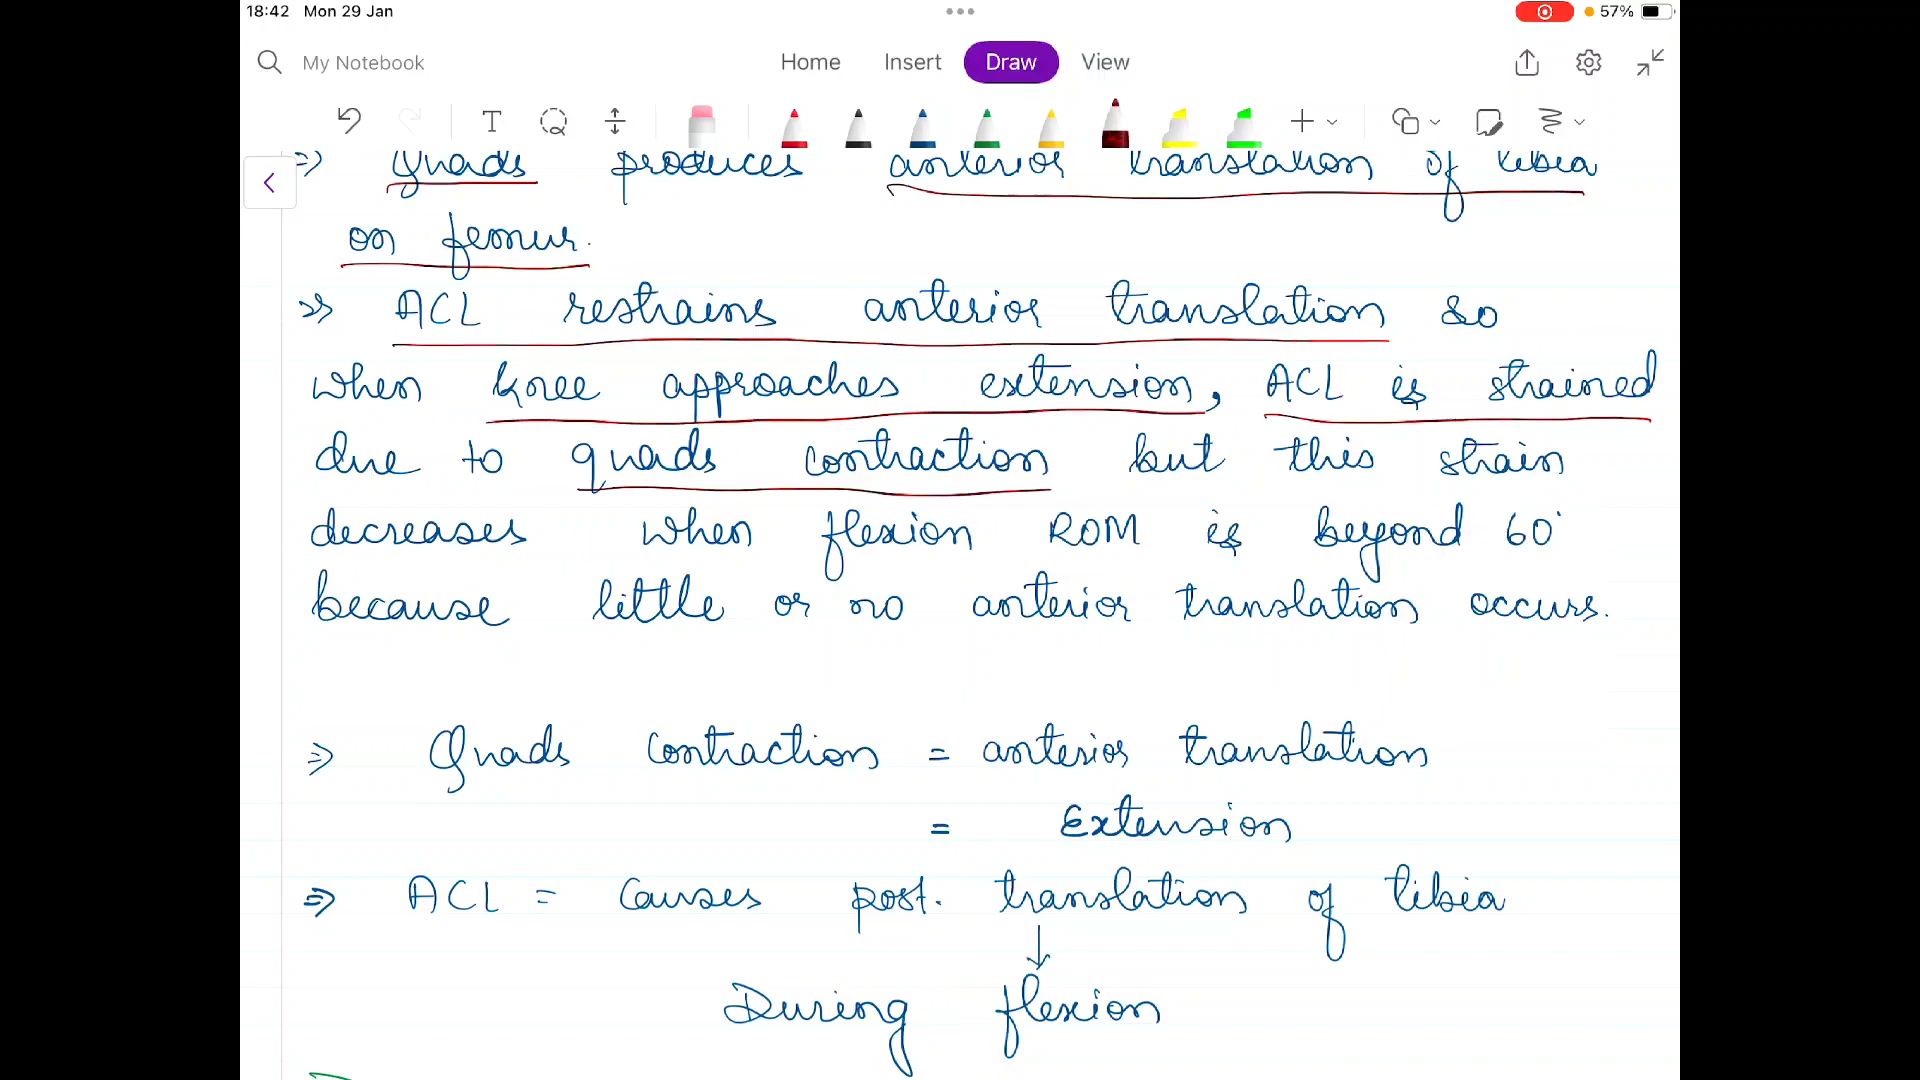 18:42 Mon 29 Jan
57%
My Notebook
Home Insert Draw View
=> Quads produces anterior translation of tibia
on femur.
=> ACL restrains anterior translation so
when knee approaches extension, ACL is strained
due to quads contraction but this strain
decreases when flexion ROM is beyond 60°
because little or no anterior translation occurs.
=> Quads contraction = anterior translation
= Extension
=> ACL = Causes post. translation of tibia
↓
During flexion